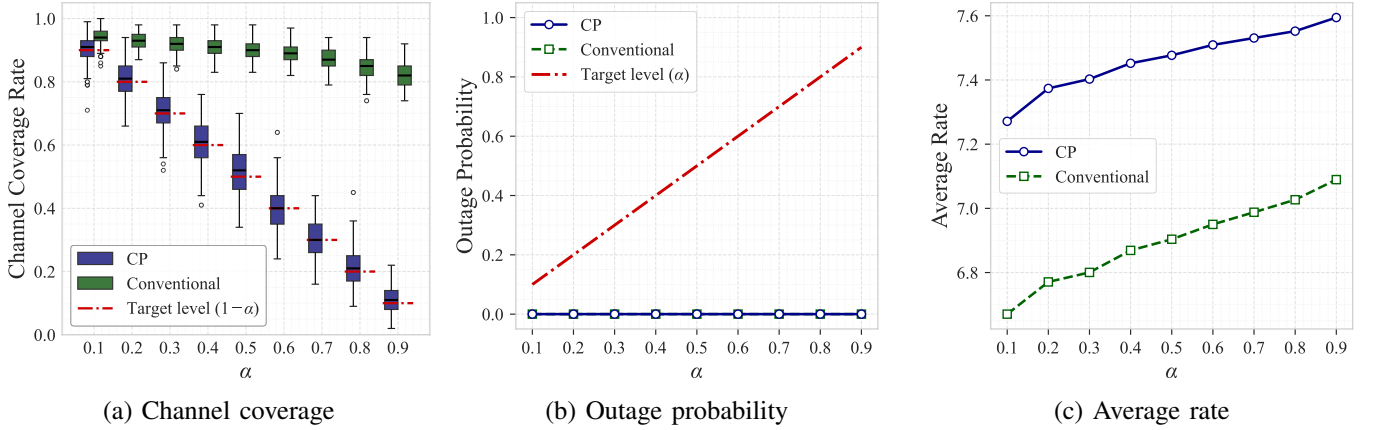 Channel Coverage Rate
1.0
0.8
0.6
0.4
0.2
0.0
CP
Conventional
Target level (1−α)
0.1 0.2 0.3 0.4 0.5 0.6 0.7 0.8 0.9
α
(a) Channel coverage
Outage Probability
1.0
0.8
0.6
0.4
0.2
0.0
CP
Conventional
Target level (α)
0.1 0.2 0.3 0.4 0.5 0.6 0.7 0.8 0.9
α
(b) Outage probability
Average Rate
7.6
7.4
7.2
7.0
6.8
CP
Conventional
0.1 0.2 0.3 0.4 0.5 0.6 0.7 0.8 0.9
α
(c) Average rate